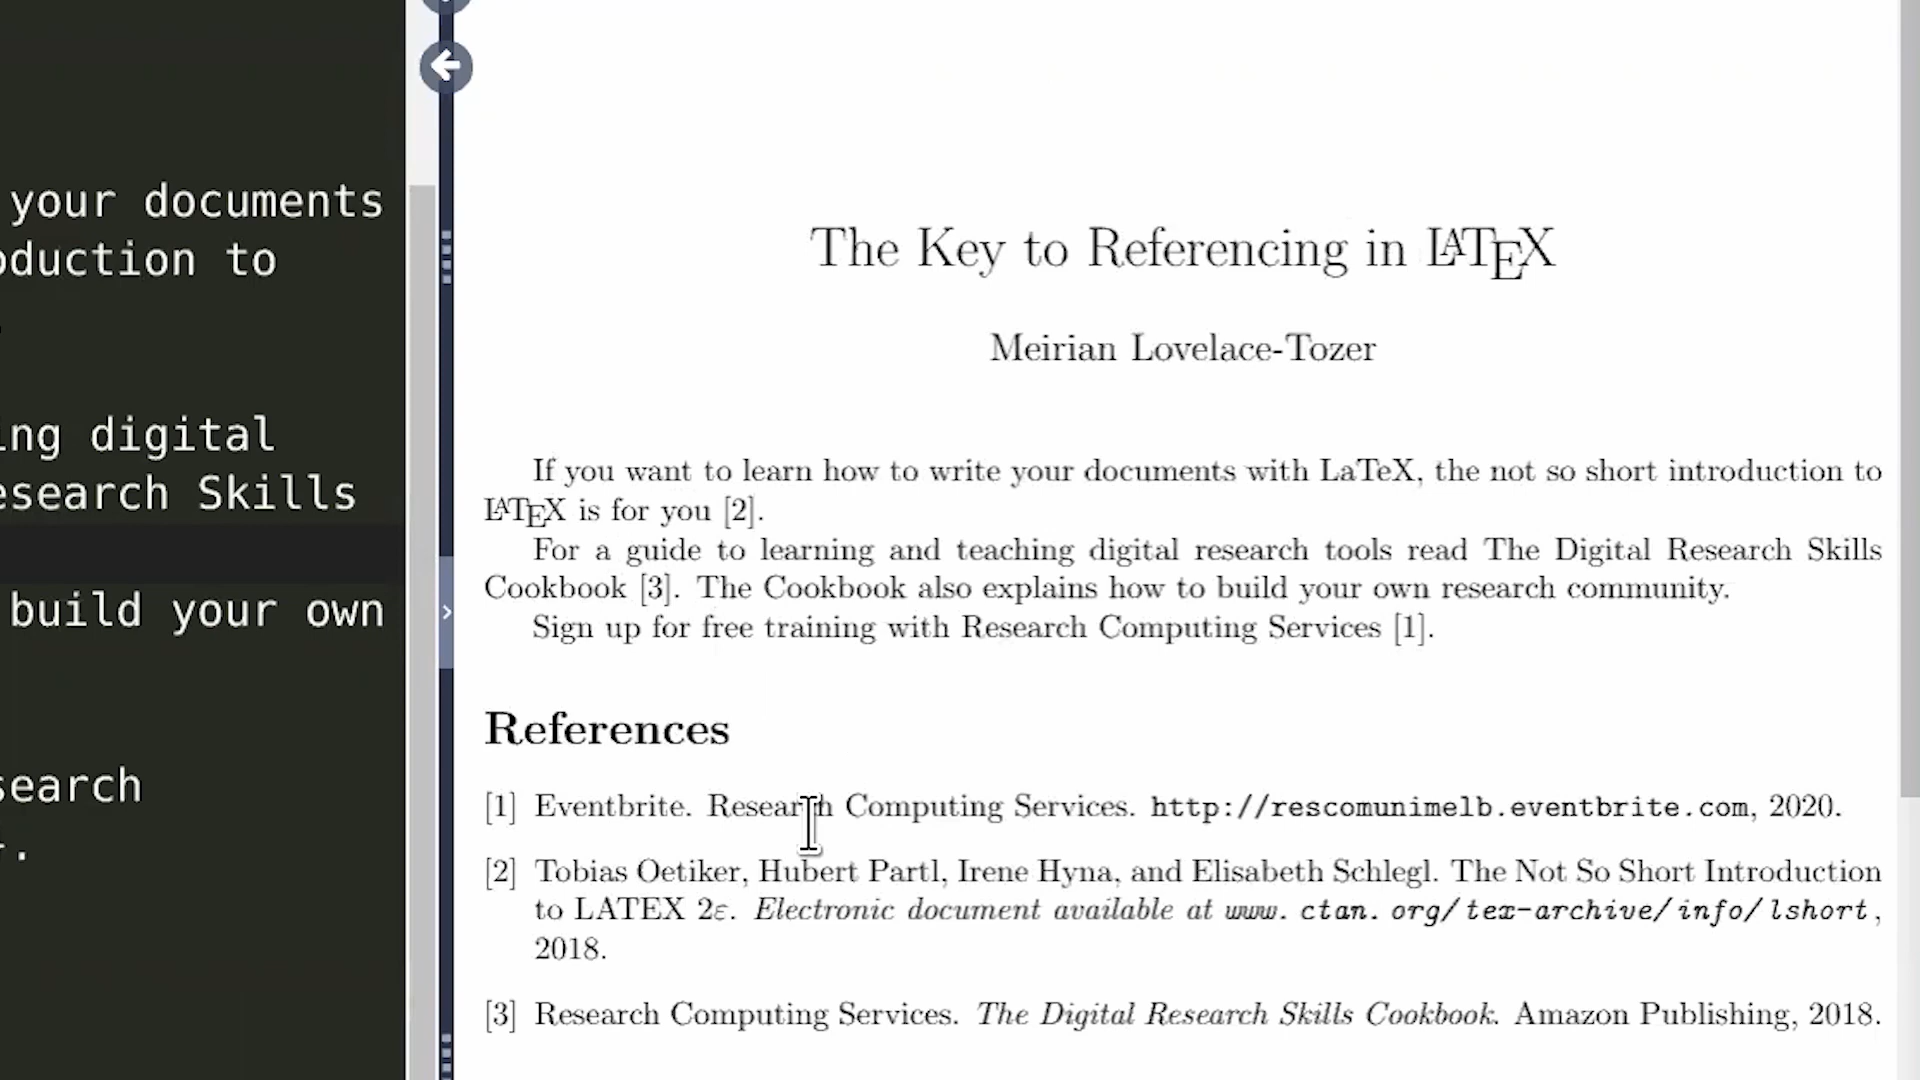 your documents
oduction to
ing digital
esearch Skills
build your own
search
.
The Key to Referencing in LATEX
Meirian Lovelace-Tozer
If you want to learn how to write your documents with LaTeX, the not so short introduction to
LATEX is for you [2].
For a guide to learning and teaching digital research tools read The Digital Research Skills
Cookbook [3]. The Cookbook also explains how to build your own research community.
Sign up for free training with Research Computing Services [1].
References
[1] Eventbrite. Research Computing Services. http://rescomunimelb.eventbrite.com, 2020.
[2] Tobias Oetiker, Hubert Partl, Irene Hyna, and Elisabeth Schlegl. The Not So Short Introduction
to LATEX 2ε. Electronic document available at www. ctan. org/tex-archive/info/lshort,
2018.
[3] Research Computing Services. The Digital Research Skills Cookbook. Amazon Publishing, 2018.